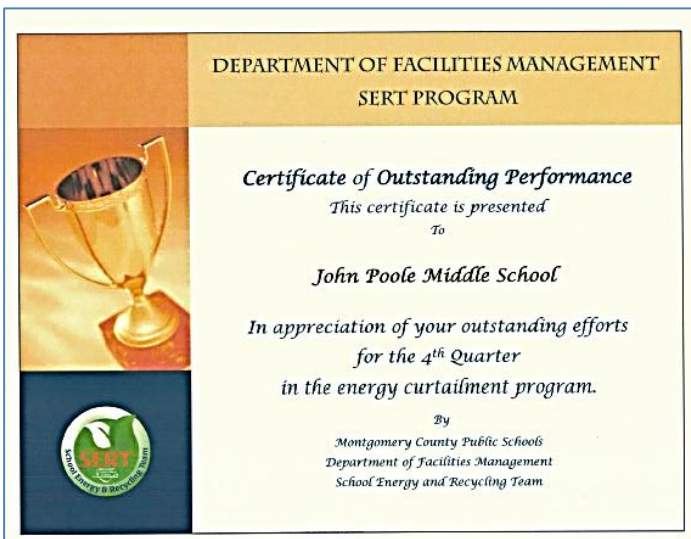 DEPARTMENT OF FACILITIES MANAGEMENT
SERT PROGRAM
Certificate of Outstanding Performance
This certificate is presented
To
John Poole Middle School
In appreciation of your outstanding efforts
for the 4th Quarter
in the energy curtailment program.
By
Montgomery County Public Schools
Department of Facilities Management
School Energy and Recycling Team
SERT
School Energy & Recycling Team